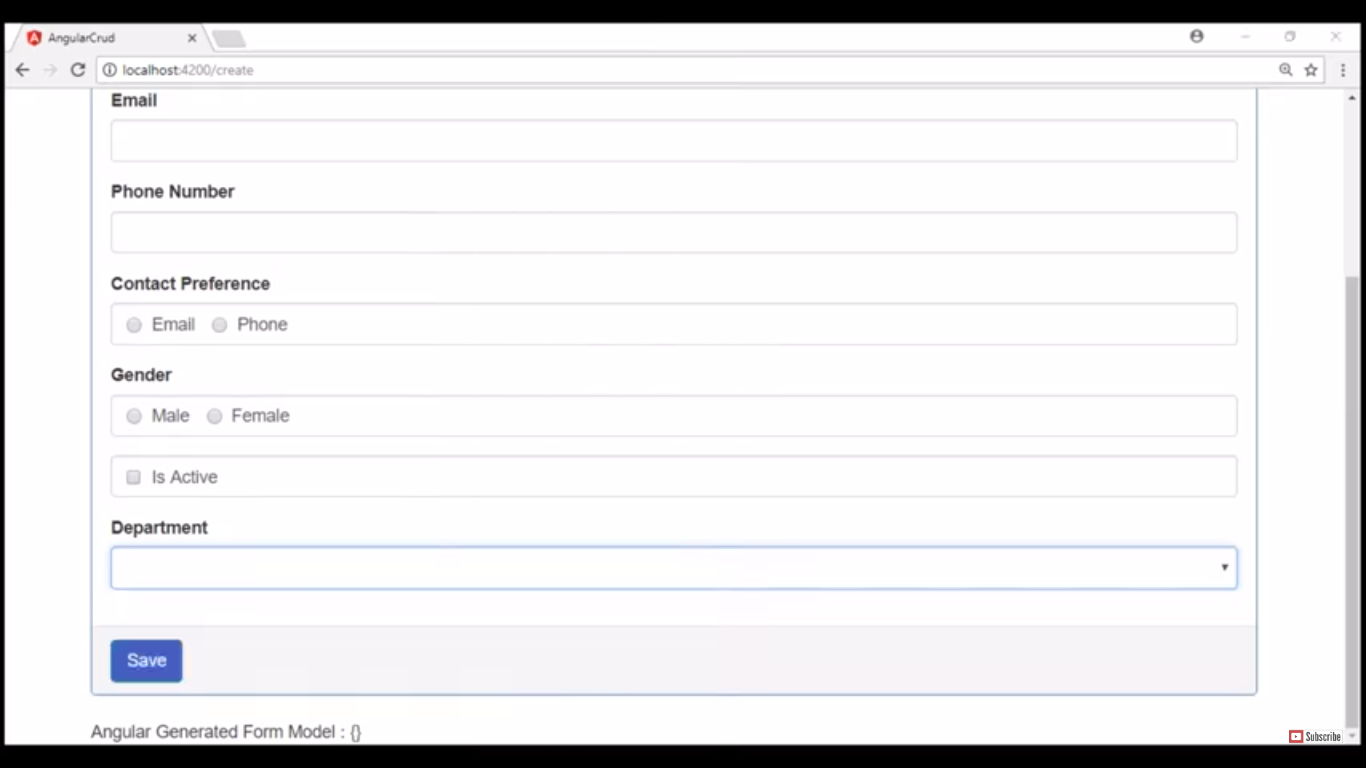 AngularCrud
localhost:4200/create
Email
Phone Number
Contact Preference
Email Phone
Gender
Male Female
Is Active
Department
Save
Angular Generated Form Model : {}
Subscribe